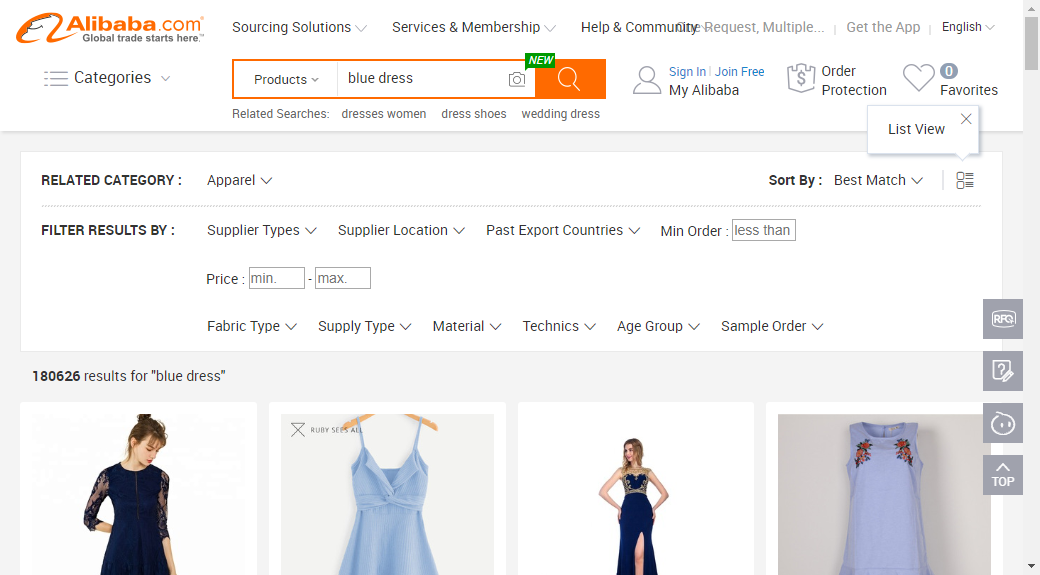 Alibaba.com
Global trade starts here.™
Sourcing Solutions
Services & Membership
Help & Community
One Request, Multiple...
Get the App
English
Categories
Products
blue dress
NEW
Sign In | Join Free
My Alibaba
Order
Protection
0
Favorites
Related Searches: dresses women dress shoes wedding dress
List View
RELATED CATEGORY :
Apparel
Sort By :
Best Match
FILTER RESULTS BY :
Supplier Types
Supplier Location
Past Export Countries
Min Order :
less than
Price :
min.
-
max.
Fabric Type
Supply Type
Material
Technics
Age Group
Sample Order
RFQ
180626 results for "blue dress"
RUBY SEES ALL
TOP